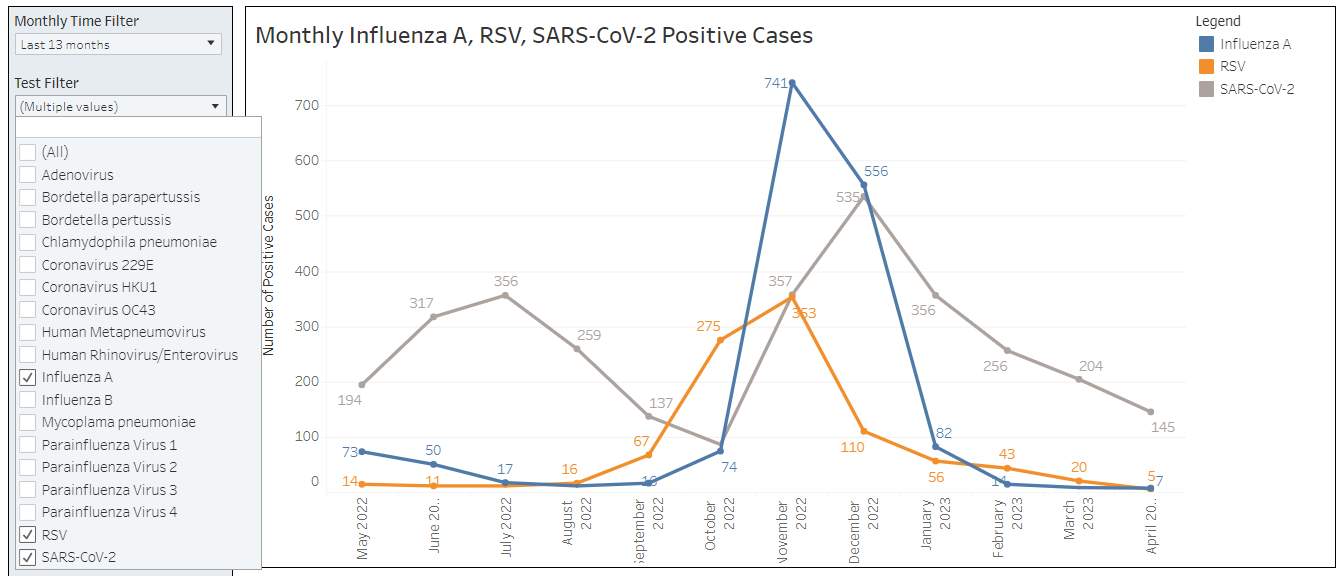 Monthly Time Filter
Last 13 months
Test Filter
(Multiple values)
(All)
Adenovirus
Bordetella parapertussis
Bordetella pertussis
Chlamydophila pneumoniae
Coronavirus 229E
Coronavirus HKU1
Coronavirus OC43
Human Metapneumovirus
Human Rhinovirus/Enterovirus
Influenza A
Influenza B
Mycoplama pneumoniae
Parainfluenza Virus 1
Parainfluenza Virus 2
Parainfluenza Virus 3
Parainfluenza Virus 4
RSV
SARS-CoV-2
Monthly Influenza A, RSV, SARS-CoV-2 Positive Cases
Number of Positive Cases
700
600
500
400
300
200
100
0
741
556
535
357
353
356
317
356
259
194
137
275
256
204
145
73
50
17
16
67
74
110
82
56
43
14
20
5
7
14
11
May 2022
June 20..
July 2022
August
2022
September
2022
October
2022
November
2022
December
2022
January
2023
February
2023
March
2023
April 20..
Legend
Influenza A
RSV
SARS-CoV-2